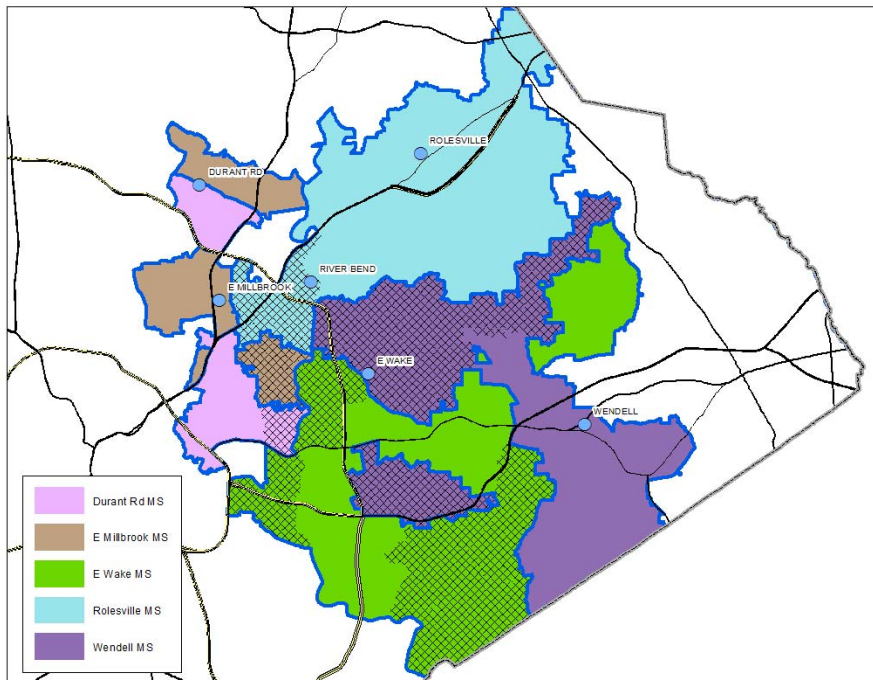 ROLESVILLE
DURANT RD
RIVER BEND
E MILLBROOK
E WAKE
WENDELL
Durant Rd MS
E Millbrook MS
E Wake MS
Rolesville MS
Wendell MS